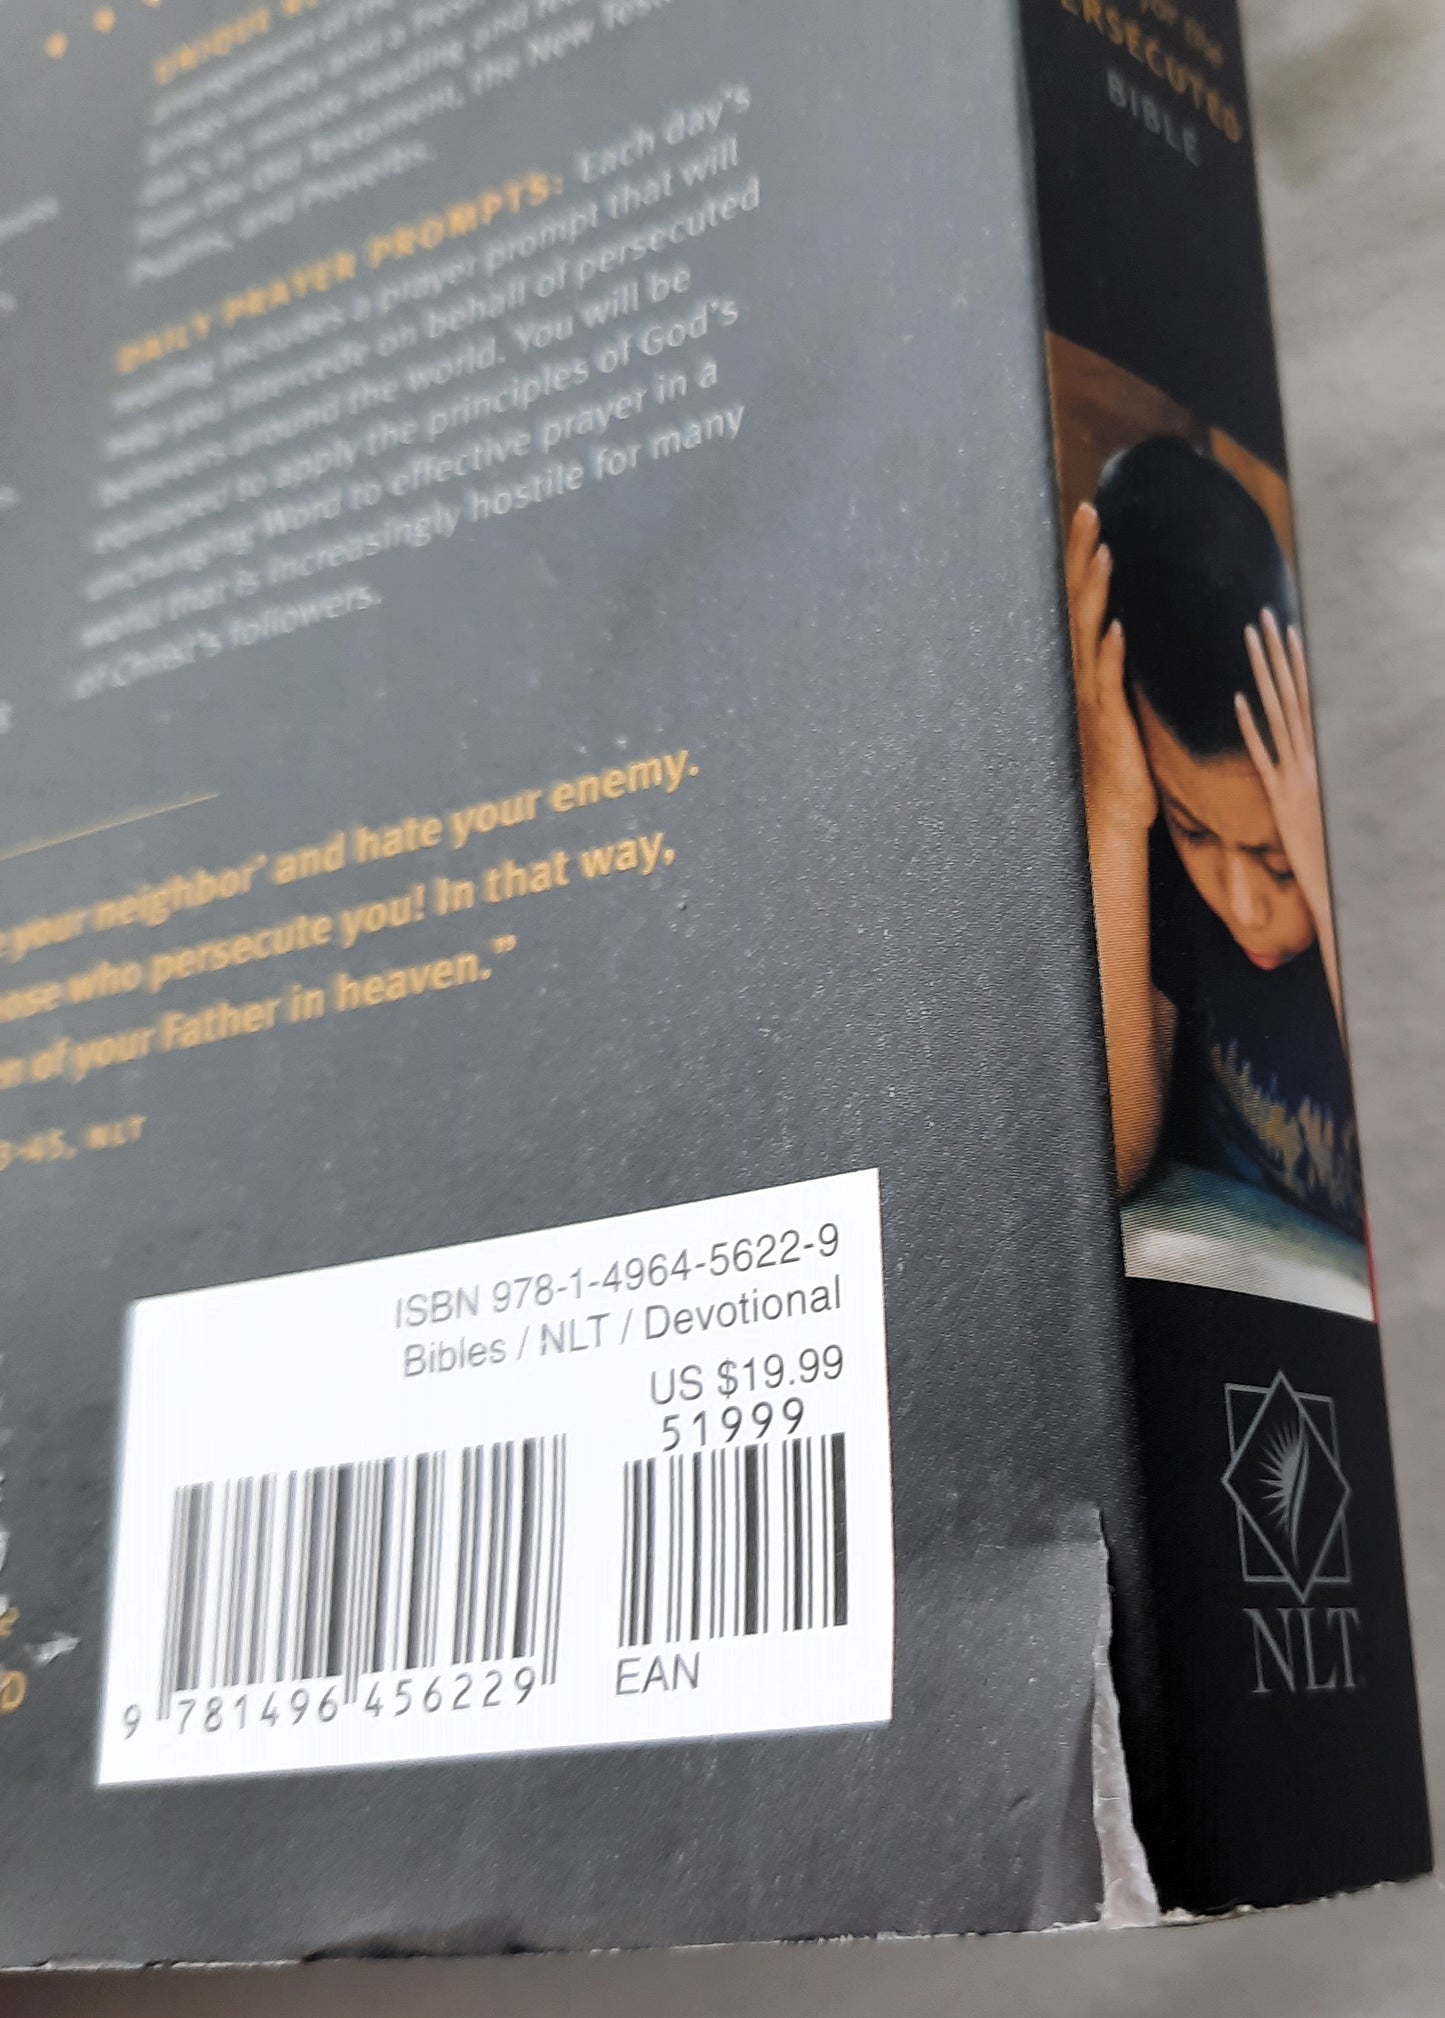 UNIQUE
from the Old Testament, the New
Psalms, and Proverbs.
DAILY PRAYER PROMPTS: Each day's
reading includes a prayer prompt that will
help you intercede on behalf of persecuted
believers around the world. You will be
equipped to apply the principles of God's
unchanging Word to effective prayer in a
world that is increasingly hostile for many
of Christ's followers.
your neighbor' and hate your enemy.
who persecute you! In that way,
of your Father in heaven."
45, NLT
ISBN 978-1-4964-5622-9
Bibles / NLT / Devotional
US $19.99
51999
9 781496 456229
EAN
for the
ERSECUTED
BIBLE
NLT